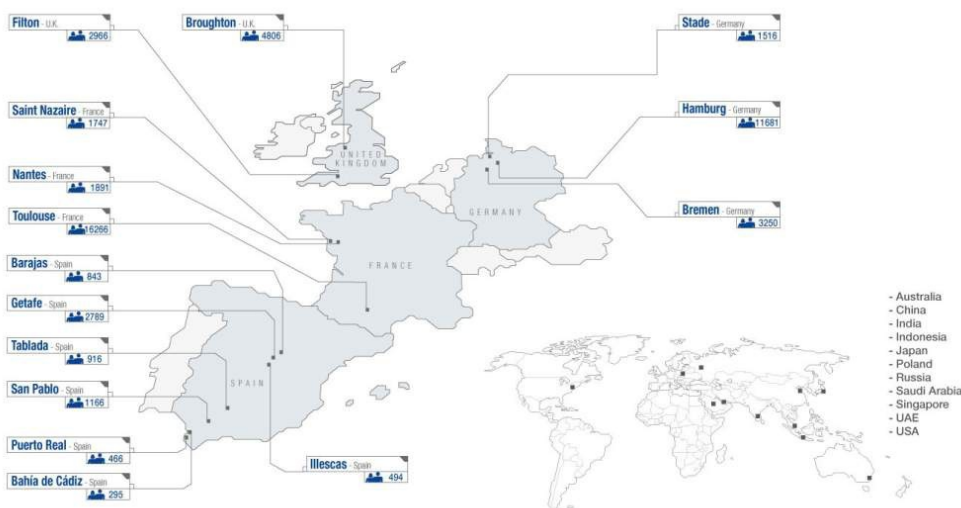 Filton - U.K.
2966
Broughton - U.K.
4806
Stade - Germany
1516
Saint Nazaire - France
1747
Hamburg - Germany
11681
Nantes - France
1891
Toulouse - France
16266
Bremen - Germany
3250
Barajas - Spain
843
Getafe - Spain
2789
Tablada - Spain
916
San Pablo - Spain
1166
Puerto Real - Spain
466
Bahía de Cádiz - Spain
295
Illescas - Spain
494
UNITED
KINGDOM
GERMANY
FRANCE
SPAIN
- Australia
- China
- India
- Indonesia
- Japan
- Poland
- Russia
- Saudi Arabia
- Singapore
- UAE
- USA